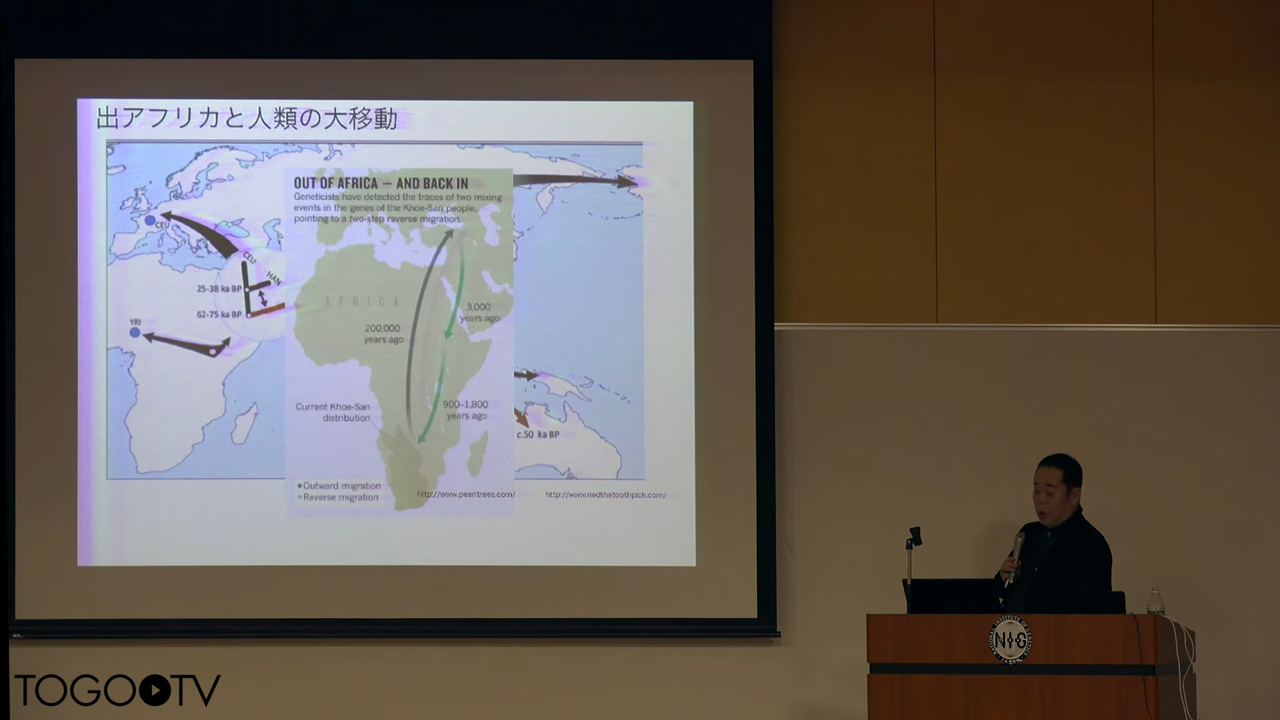 出アフリカと人類の大移動
OUT OF AFRICA — AND BACK IN
Geneticists have detected the traces of two mixing
events in the genes of the Khoe-San people,
pointing to a two-step reverse migration.
CEU
CEU
HAN
25-38 ka BP
62-75 ka BP
YRI
AFRICA
3,000
years ago
200,000
years ago
900–1,800
years ago
Current Khoe-San
distribution
c.50 ka BP
Outward migration
Reverse migration
http://www.pearltrees.com/
http://www.nedthetoothpick.com/
NIG
TOGO TV